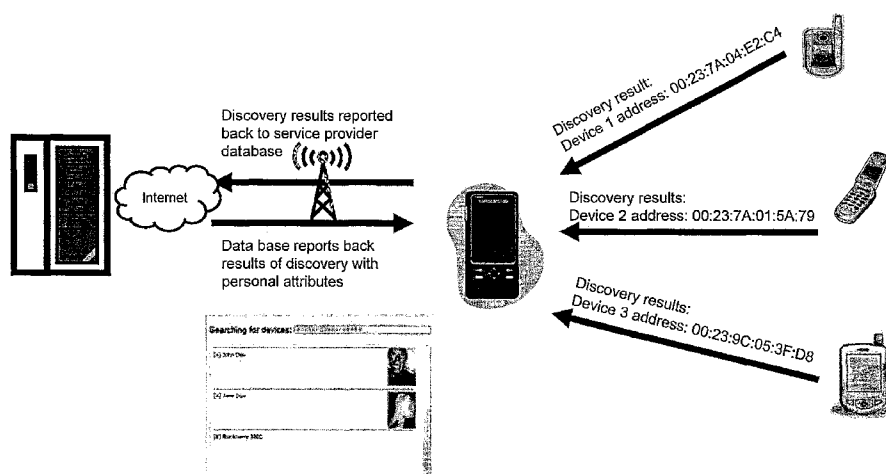 Discovery result:
Device 1 address: 00:23:7A:04:E2:C4
Discovery results reported
back to service provider
database
Internet
Discovery results:
Device 2 address: 00:23:7A:01:5A:79
Data base reports back
results of discovery with
personal attributes
Discovery results:
Device 3 address: 00:23:9C:05:3F:D8
Searching for devices:
[x] John Doe
[x] Jane Doe